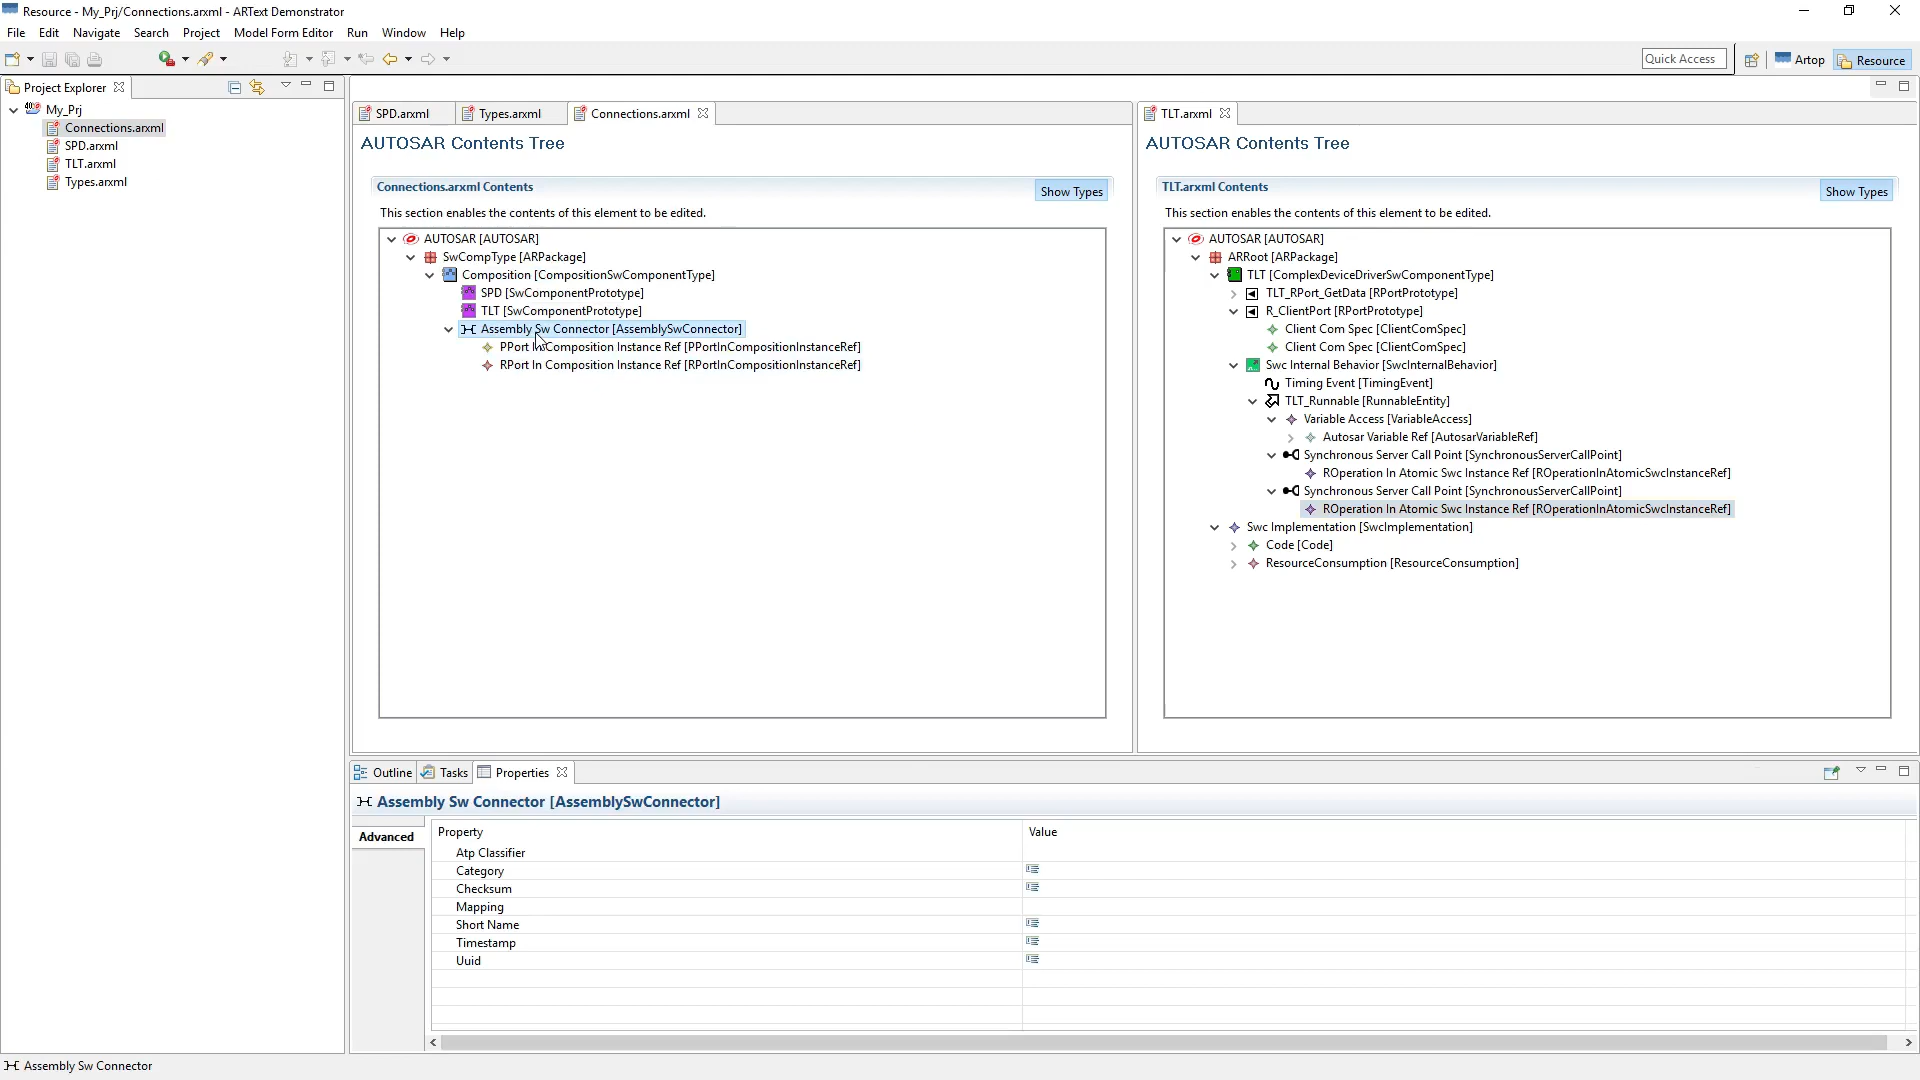 Resource - My_Prj/Connections.arxml - ARText Demonstrator
File Edit Navigate Search Project Model Form Editor Run Window Help
Quick Access Artop Resource
Project Explorer
My_Prj
Connections.arxml
SPD.arxml
TLT.arxml
Types.arxml
SPD.arxml Types.arxml Connections.arxml
AUTOSAR Contents Tree
Connections.arxml Contents
Show Types
This section enables the contents of this element to be edited.
AUTOSAR [AUTOSAR]
SwCompType [ARPackage]
Composition [CompositionSwComponentType]
SPD [SwComponentPrototype]
TLT [SwComponentPrototype]
Assembly Sw Connector [AssemblySwConnector]
PPort In Composition Instance Ref [PPortInCompositionInstanceRef]
RPort In Composition Instance Ref [RPortInCompositionInstanceRef]
TLT.arxml
AUTOSAR Contents Tree
TLT.arxml Contents
Show Types
This section enables the contents of this element to be edited.
AUTOSAR [AUTOSAR]
ARRoot [ARPackage]
TLT [ComplexDeviceDriverSwComponentType]
TLT_RPort_GetData [RPortPrototype]
R_ClientPort [RPortPrototype]
Client Com Spec [ClientComSpec]
Client Com Spec [ClientComSpec]
Swc Internal Behavior [SwcInternalBehavior]
Timing Event [TimingEvent]
TLT_Runnable [RunnableEntity]
Variable Access [VariableAccess]
Autosar Variable Ref [AutosarVariableRef]
Synchronous Server Call Point [SynchronousServerCallPoint]
ROperation In Atomic Swc Instance Ref [ROperationInAtomicSwcInstanceRef]
Synchronous Server Call Point [SynchronousServerCallPoint]
ROperation In Atomic Swc Instance Ref [ROperationInAtomicSwcInstanceRef]
Swc Implementation [SwcImplementation]
Code [Code]
ResourceConsumption [ResourceConsumption]
Outline Tasks Properties
Assembly Sw Connector [AssemblySwConnector]
Advanced
Property Value
Atp Classifier
Category
Checksum
Mapping
Short Name
Timestamp
Uuid
Assembly Sw Connector